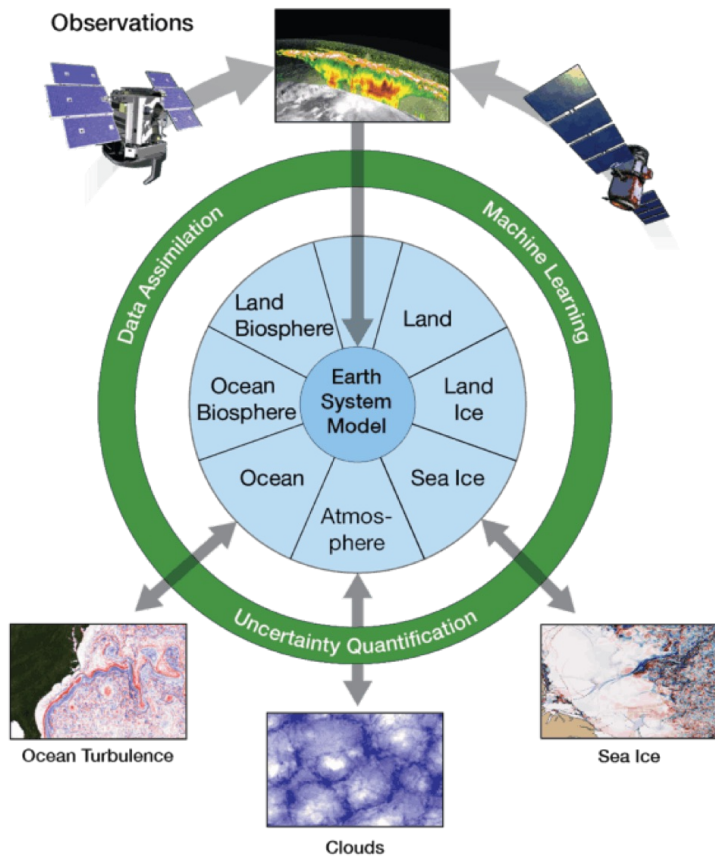 Observations
Data Assimilation
Machine Learning
Land
Biosphere
Land
Ocean
Biosphere
Earth
System
Model
Land
Ice
Ocean
Sea Ice
Atmos-
phere
Uncertainty Quantification
Ocean Turbulence
Sea Ice
Clouds